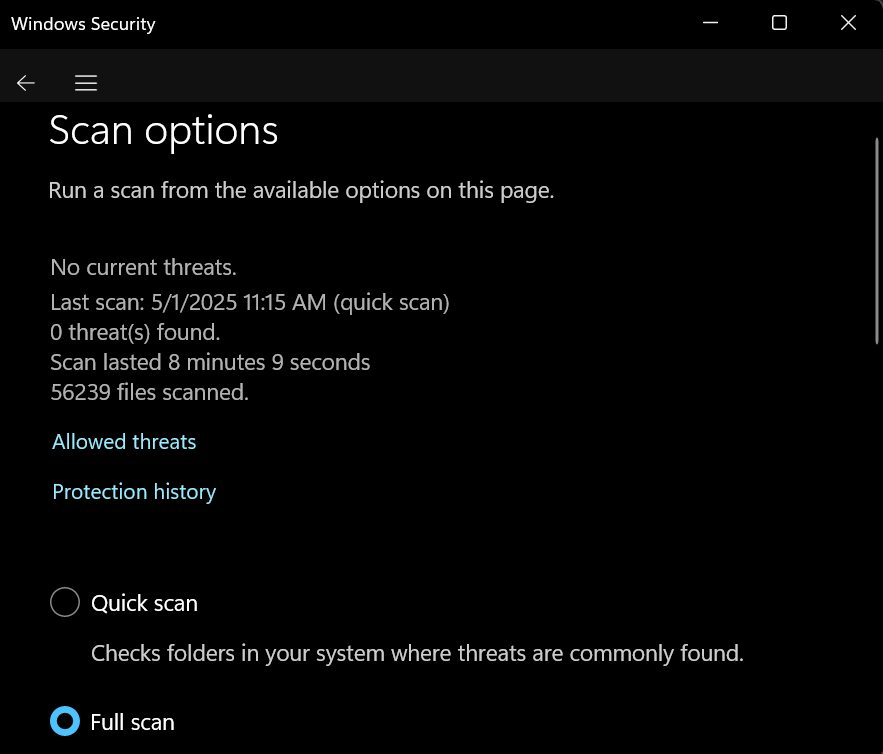 Windows Security
Scan options
Run a scan from the available options on this page.
No current threats.
Last scan: 5/1/2025 11:15 AM (quick scan)
0 threat(s) found.
Scan lasted 8 minutes 9 seconds
56239 files scanned.
Allowed threats
Protection history
Quick scan
Checks folders in your system where threats are commonly found.
Full scan